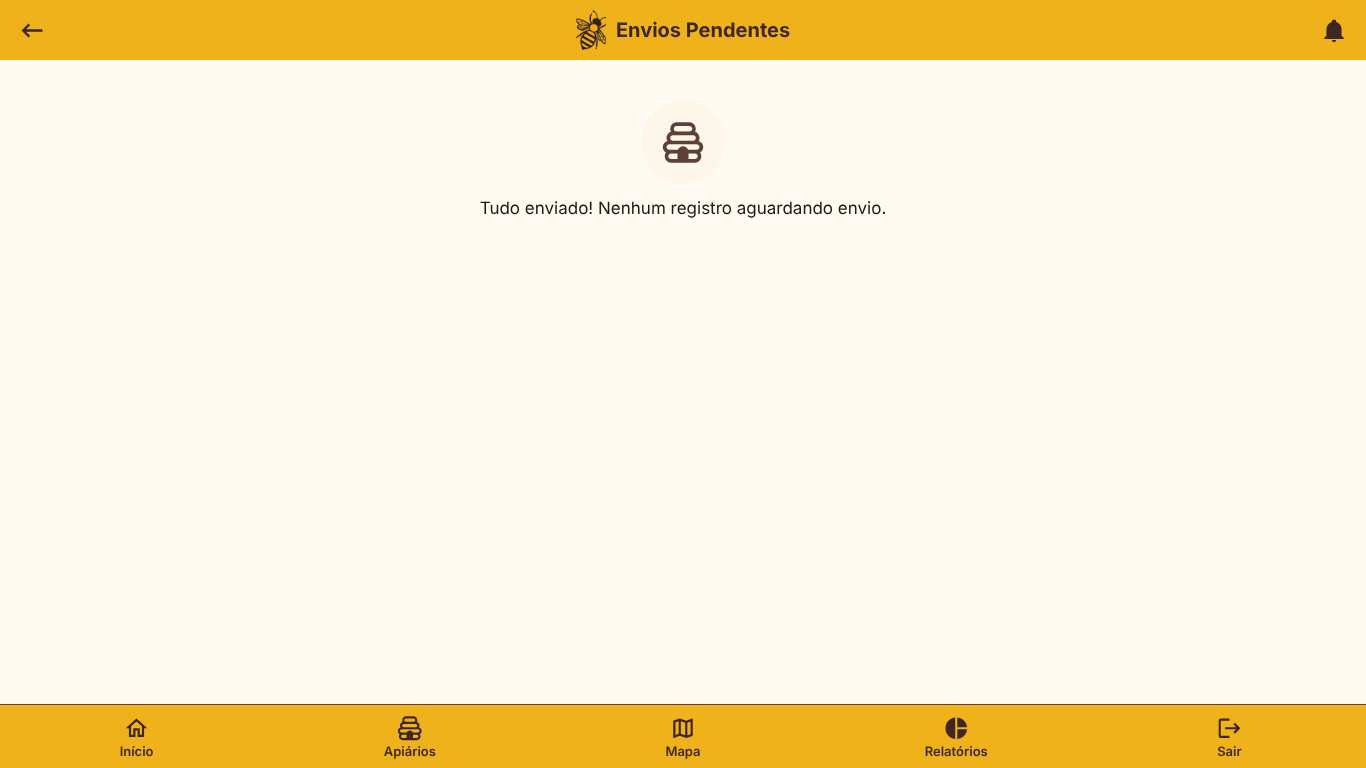 Envios Pendentes
Tudo enviado! Nenhum registro aguardando envio.
Início
Apiários
Mapa
Relatórios
Sair